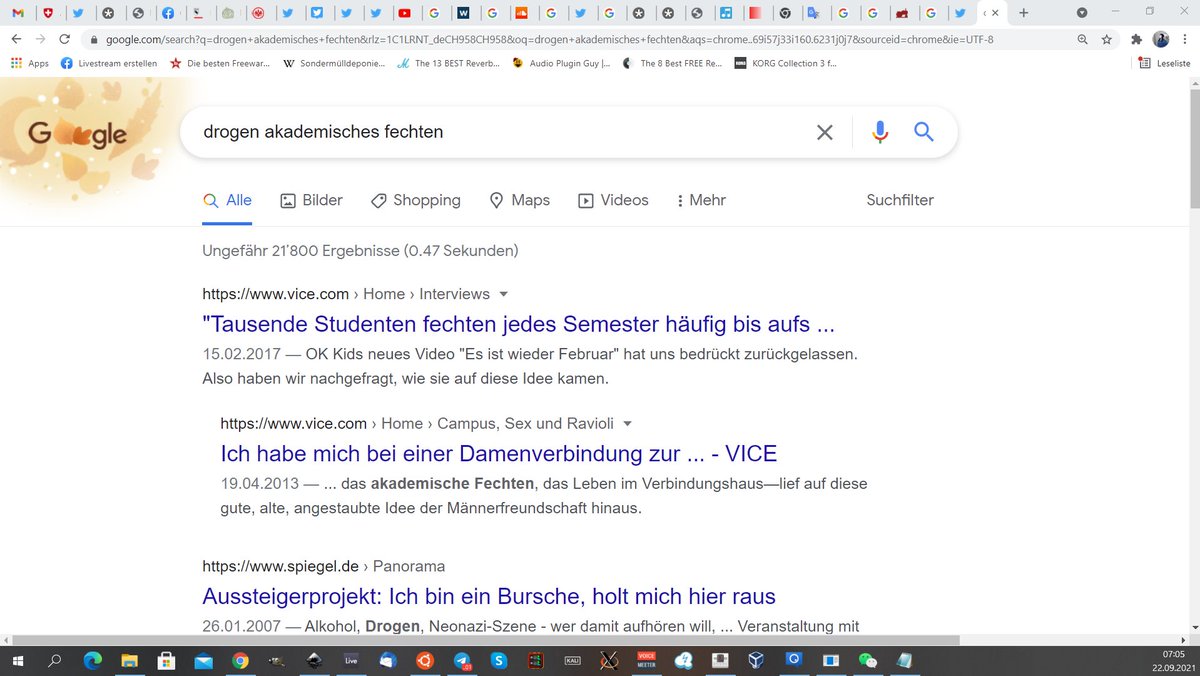 google.com/search?q=drogen+akademisches+fechten&rlz=1C1LRNT_deCH958CH958&oq=drogen+akademisches+fechten&aqs=chrome..69i57j33i160.6231j0j7&sourceid=chrome&ie=UTF-8
Apps Livestream erstellen Die besten Freewar... Sondermülldeponie... The 13 BEST Reverb... Audio Plugin Guy |... The 8 Best FREE Re... KORG Collection 3 f... Leseliste
Google
drogen akademisches fechten
Alle Bilder Shopping Maps Videos Mehr Suchfilter
Ungefähr 21'800 Ergebnisse (0.47 Sekunden)
https://www.vice.com › Home › Interviews
"Tausende Studenten fechten jedes Semester häufig bis aufs ...
15.02.2017 — OK Kids neues Video "Es ist wieder Februar" hat uns bedrückt zurückgelassen.
Also haben wir nachgefragt, wie sie auf diese Idee kamen.
https://www.vice.com › Home › Campus, Sex und Ravioli
Ich habe mich bei einer Damenverbindung zur ... - VICE
19.04.2013 — ... das akademische Fechten, das Leben im Verbindungshaus—lief auf diese
gute, alte, angestaubte Idee der Männerfreundschaft hinaus.
https://www.spiegel.de › Panorama
Aussteigerprojekt: Ich bin ein Bursche, holt mich hier raus
26.01.2007 — Alkohol, Drogen, Neonazi-Szene - wer damit aufhören will, ... Veranstaltung mit
Live KALI VOICE MEETER
07:05
22.09.2021